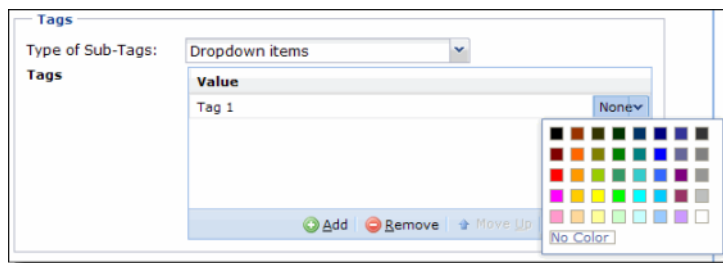 Tags
Type of Sub-Tags: Dropdown items
Tags
Value
Tag 1 None
Add Remove Move Up
No Color